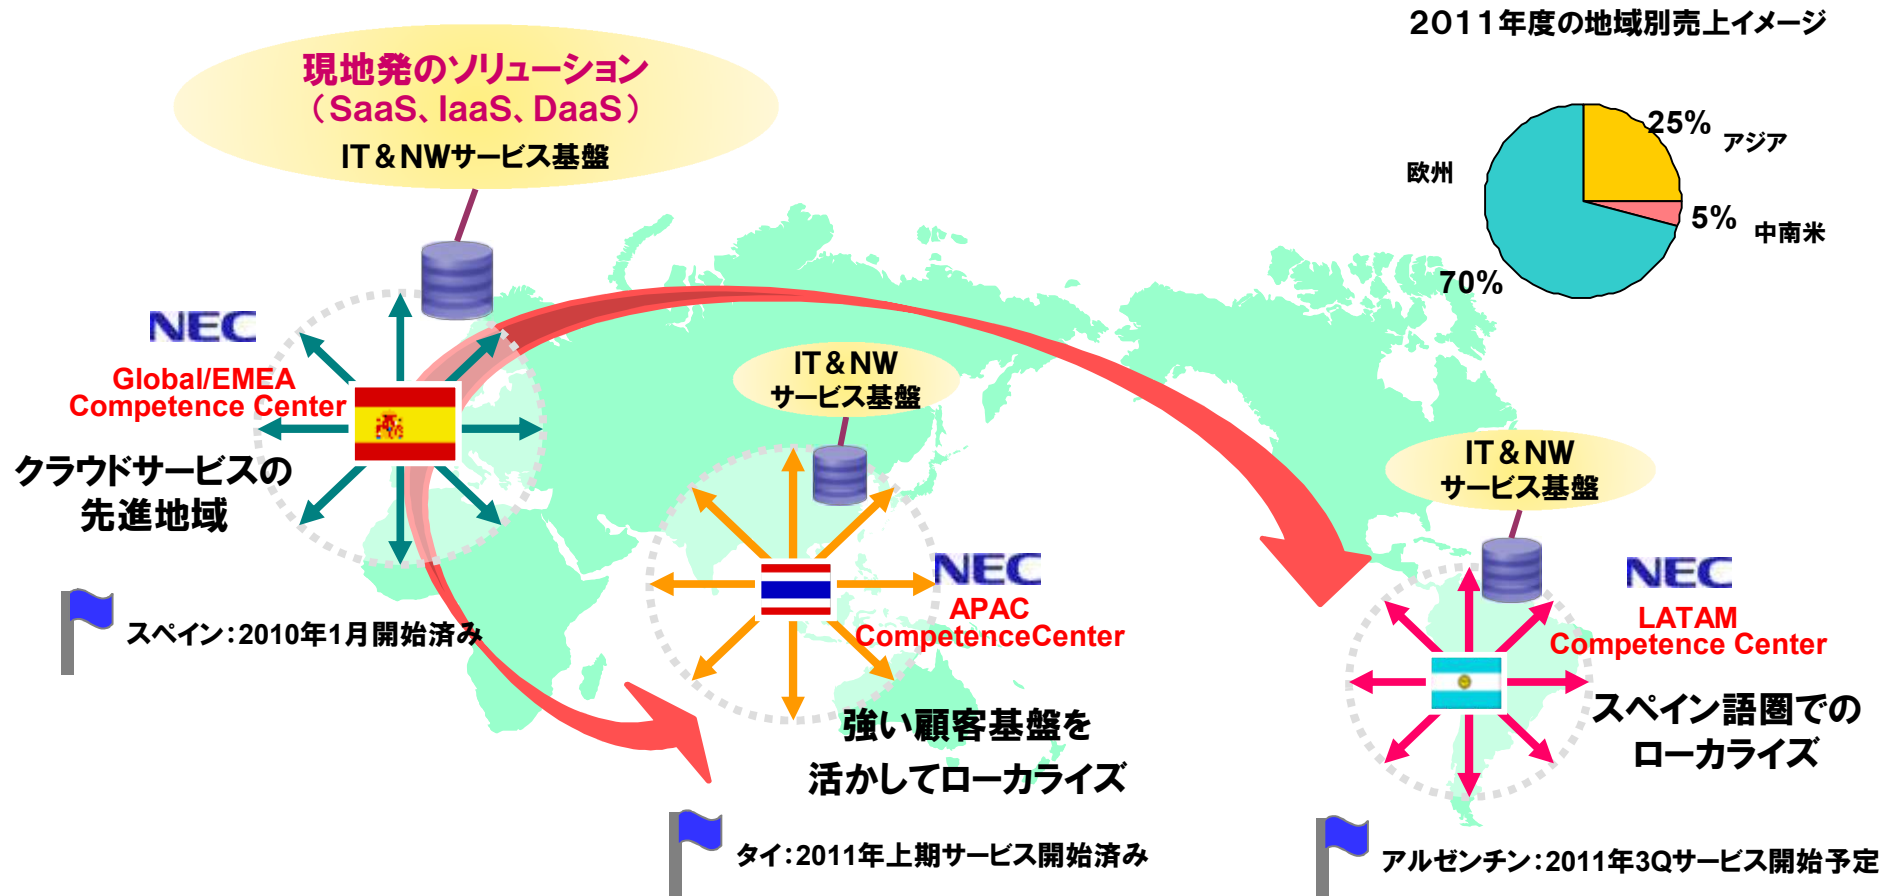 2011年度の地域別売上イメージ
25%
アジア
欧州
5%
中南米
70%
現地発のソリューション
（SaaS、IaaS、DaaS）
IT＆NWサービス基盤
NEC
Global/EMEA
Competence Center
クラウドサービスの
先進地域
スペイン：2010年1月開始済み
IT＆NW
サービス基盤
NEC
APAC
CompetenceCenter
強い顧客基盤を
活かしてローカライズ
タイ：2011年上期サービス開始済み
IT＆NW
サービス基盤
NEC
LATAM
Competence Center
スペイン語圏での
ローカライズ
アルゼンチン：2011年3Qサービス開始予定